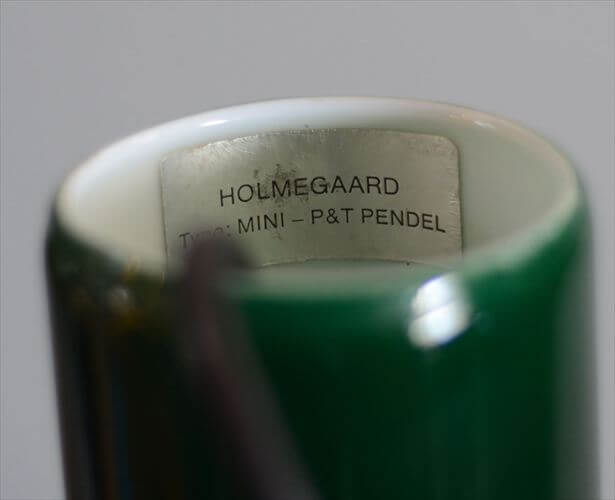 HOLMEGAARD
Type: MINI – P&T PENDEL